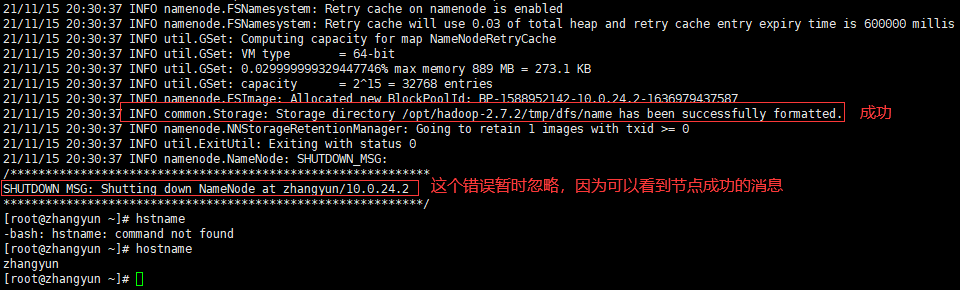 21/11/15 20:30:37 INFO namenode.FSNamesystem: Retry cache on namenode is enabled
21/11/15 20:30:37 INFO namenode.FSNamesystem: Retry cache will use 0.03 of total heap and retry cache entry expiry time is 600000 millis
21/11/15 20:30:37 INFO util.GSet: Computing capacity for map NameNodeRetryCache
21/11/15 20:30:37 INFO util.GSet: VM type       = 64-bit
21/11/15 20:30:37 INFO util.GSet: 0.029999999329447746% max memory 889 MB = 273.1 KB
21/11/15 20:30:37 INFO util.GSet: capacity      = 2^15 = 32768 entries
21/11/15 20:30:37 INFO namenode.FSImage: Allocated new BlockPoolId: BP-1588952142-10.0.24.2-1636979437587
21/11/15 20:30:37 INFO common.Storage: Storage directory /opt/hadoop-2.7.2/tmp/dfs/name has been successfully formatted. 成功
21/11/15 20:30:37 INFO namenode.NNStorageRetentionManager: Going to retain 1 images with txid >= 0
21/11/15 20:30:37 INFO util.ExitUtil: Exiting with status 0
21/11/15 20:30:37 INFO namenode.NameNode: SHUTDOWN_MSG:
/************************************************************
SHUTDOWN_MSG: Shutting down NameNode at zhangyun/10.0.24.2 这个错误暂时忽略，因为可以看到节点成功的消息
************************************************************/
[root@zhangyun ~]# hstname
-bash: hstname: command not found
[root@zhangyun ~]# hostname
zhangyun
[root@zhangyun ~]#